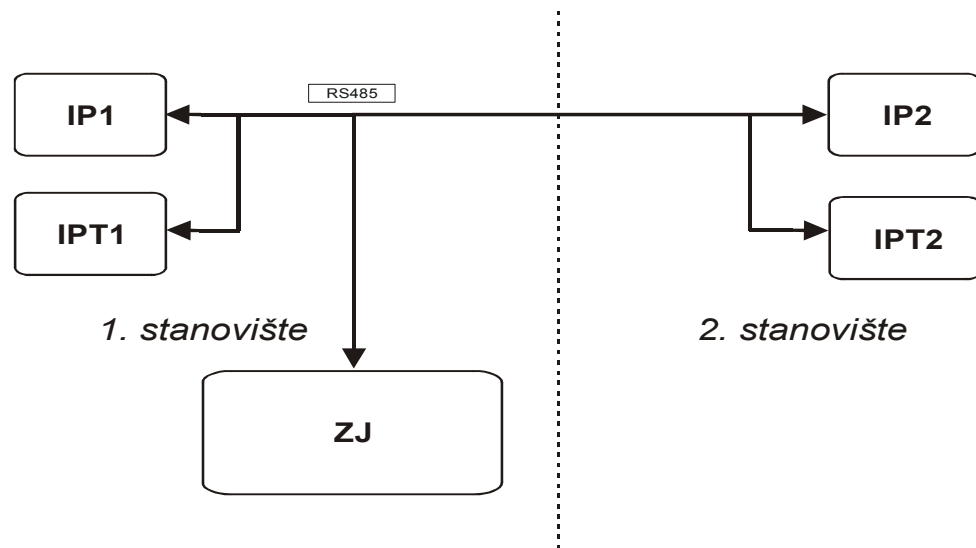 RS485
IP1
IP2
IPT1
IPT2
1. stanovište
2. stanovište
ZJ